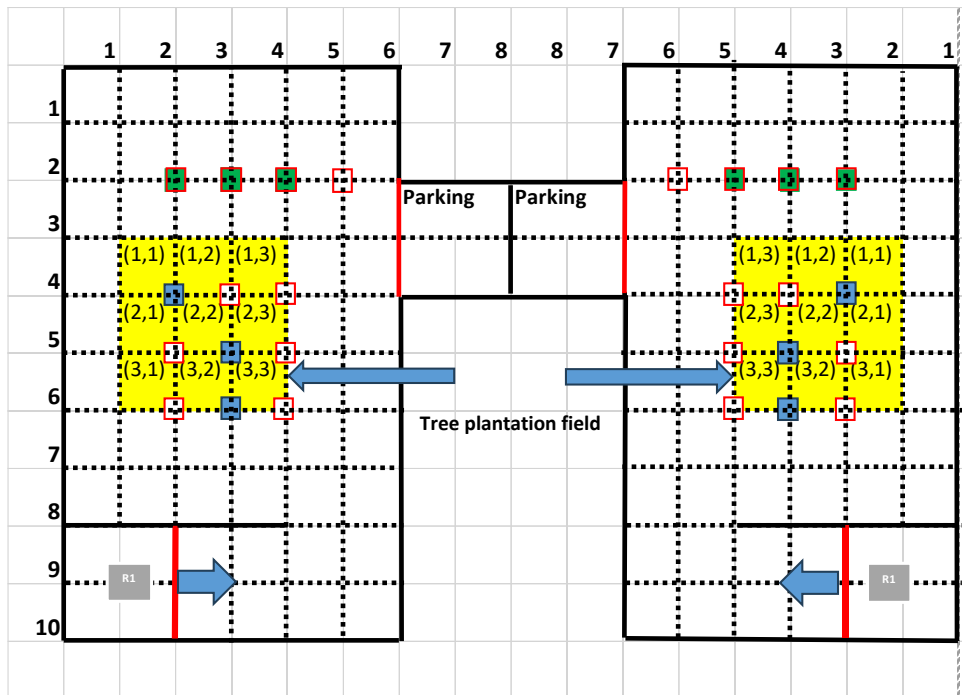 1 2 3 4 5 6 7 8 8 7 6 5 4 3 2 1
1
2
Parking Parking
3
(1,1) (1,2) (1,3) (1,3) (1,2) (1,1)
4
(2,1) (2,2) (2,3) (2,3) (2,2) (2,1)
5
(3,1) (3,2) (3,3) (3,3) (3,2) (3,1)
6
Tree plantation field
7
8
R1 R1
9
10